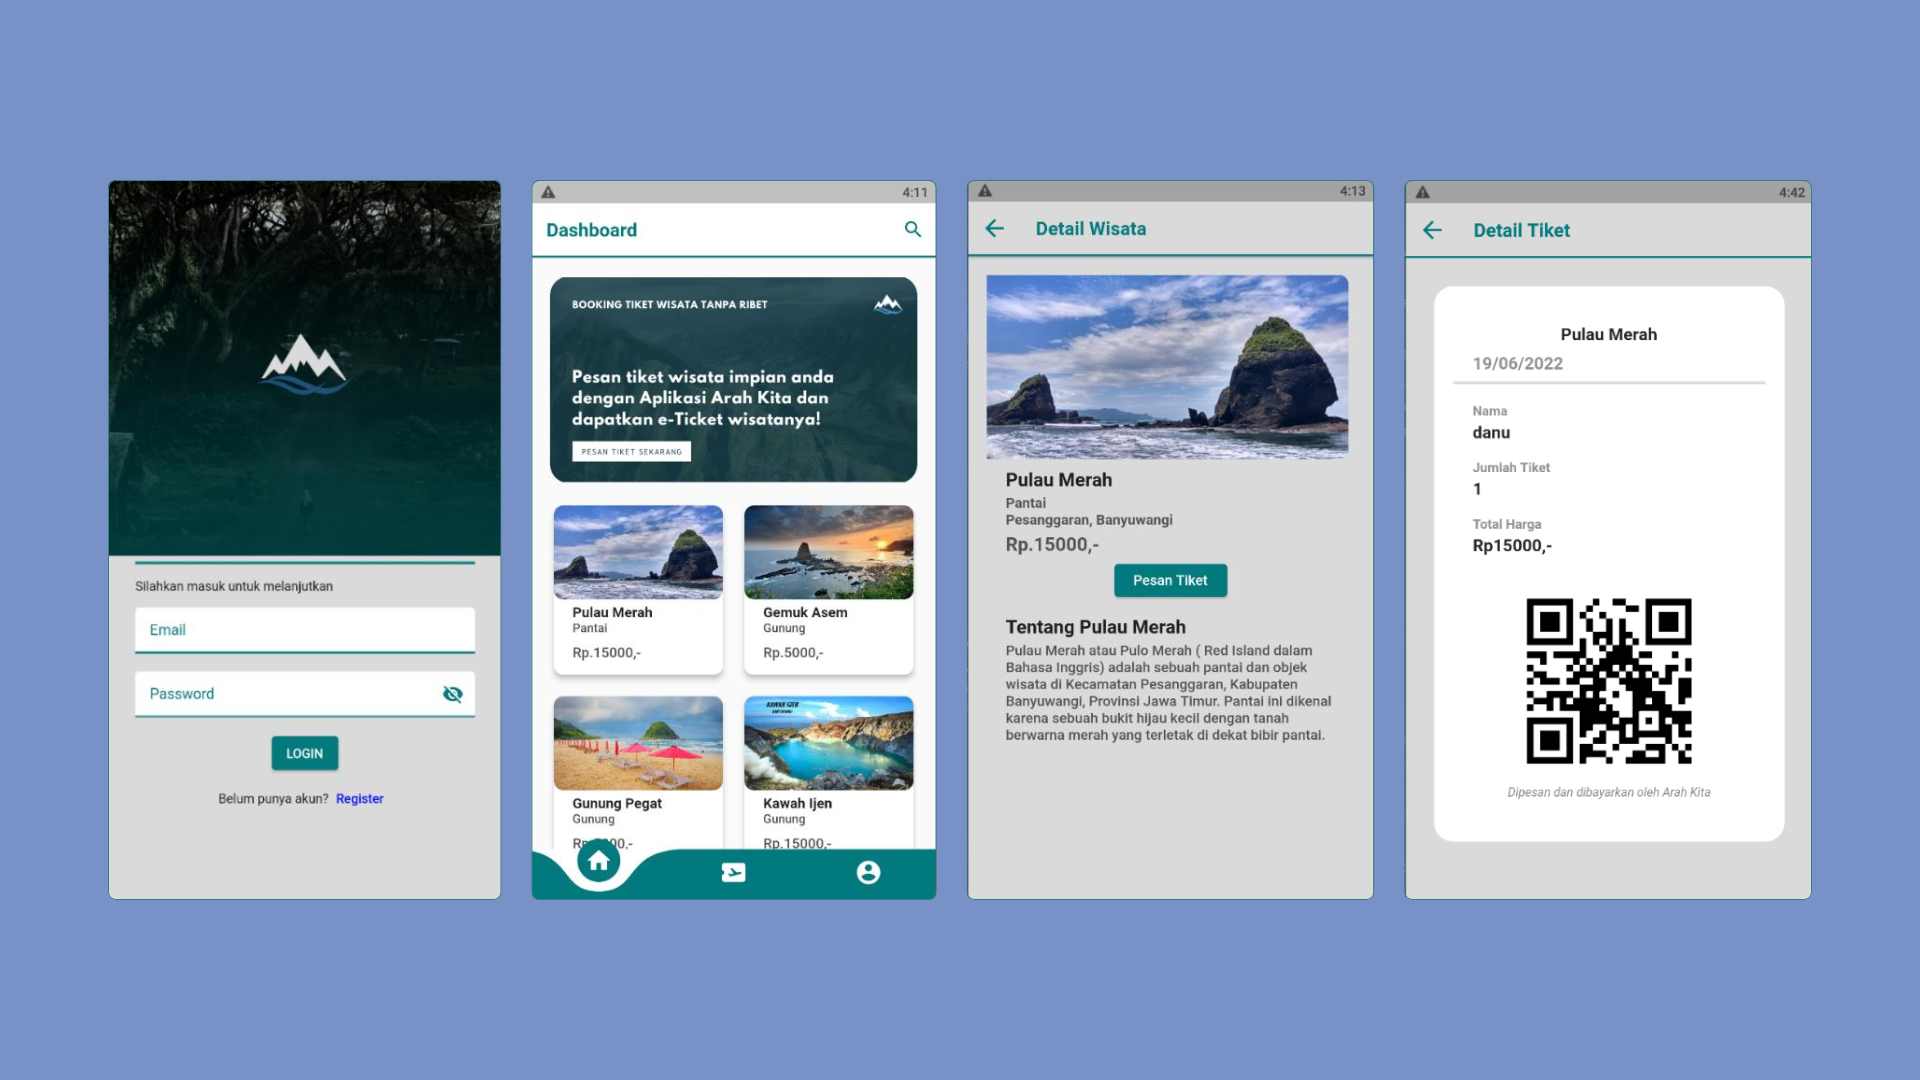 Silahkan masuk untuk melanjutkan
Email
Password
LOGIN
Belum punya akun? Register
4:11
Dashboard
BOOKING TIKET WISATA TANPA RIBET
Pesan tiket wisata impian anda
dengan Aplikasi Arah Kita dan
dapatkan e-Ticket wisatanya!
PESAN TIKET SEKARANG
Pulau Merah
Pantai
Rp.15000,-
Gemuk Asem
Gunung
Rp.5000,-
Gunung Pegat
Gunung
KAWAH IJEN
Kawah Ijen
Gunung
Rp.15000,-
4:13
Detail Wisata
Pulau Merah
Pantai
Pesanggaran, Banyuwangi
Rp.15000,-
Pesan Tiket
Tentang Pulau Merah
Pulau Merah atau Pulo Merah ( Red Island dalam
Bahasa Inggris) adalah sebuah pantai dan objek
wisata di Kecamatan Pesanggaran, Kabupaten
Banyuwangi, Provinsi Jawa Timur. Pantai ini dikenal
karena sebuah bukit hijau kecil dengan tanah
berwarna merah yang terletak di dekat bibir pantai.
4:42
Detail Tiket
Pulau Merah
19/06/2022
Nama
danu
Jumlah Tiket
1
Total Harga
Rp15000,-
Dipesan dan dibayarkan oleh Arah Kita